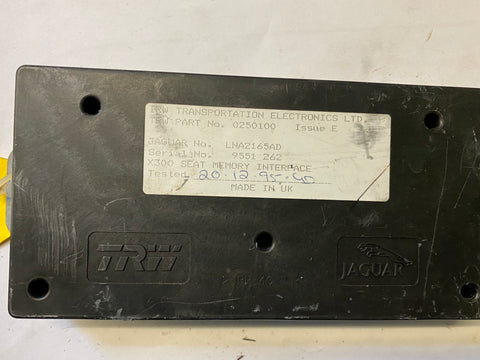 TRW TRANSPORTATION ELECTRONICS LTD.
TRW PART No. 0250100 Issue E
JAGUAR No. LNA2165AD
Serial No. 9551 262
X300 SEAT MEMORY INTERFACE
Tested 20.12.95.
MADE IN UK
TRW
JAGUAR